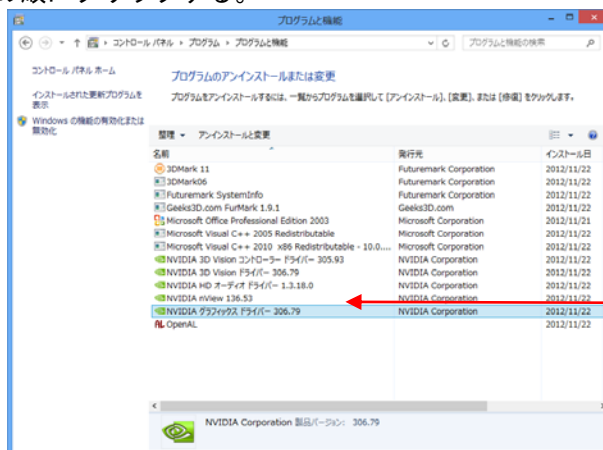 の順にクリックする。
プログラムと機能
コントロール パネル ▸ プログラム ▸ プログラムと機能
プログラムと機能の検索
コントロール パネル ホーム
インストールされた更新プログラムを
表示
Windows の機能の有効化または
無効化
プログラムのアンインストールまたは変更
プログラムをアンインストールするには、一覧からプログラムを選択して [アンインストール]、[変更]、または [修復] をクリックします。
整理 ▾ アンインストールと変更
名前 発行元 インストール日
3DMark 11 Futuremark Corporation 2012/11/22
3DMark06 Futuremark Corporation 2012/11/22
Futuremark SystemInfo Futuremark Corporation 2012/11/22
Geeks3D.com FurMark 1.9.1 Geeks3D.com 2012/11/22
Microsoft Office Professional Edition 2003 Microsoft Corporation 2012/11/21
Microsoft Visual C++ 2005 Redistributable Microsoft Corporation 2012/11/22
Microsoft Visual C++ 2010 x86 Redistributable - 10.0.... Microsoft Corporation 2012/11/22
NVIDIA 3D Vision コントローラー ドライバー 305.93 NVIDIA Corporation 2012/11/22
NVIDIA 3D Vision ドライバー 306.79 NVIDIA Corporation 2012/11/22
NVIDIA HD オーディオ ドライバー 1.3.18.0 NVIDIA Corporation 2012/11/22
NVIDIA nView 136.53 NVIDIA Corporation 2012/11/22
NVIDIA グラフィックス ドライバー 306.79 NVIDIA Corporation 2012/11/22
OpenAL 2012/11/22
NVIDIA Corporation 製品バージョン: 306.79